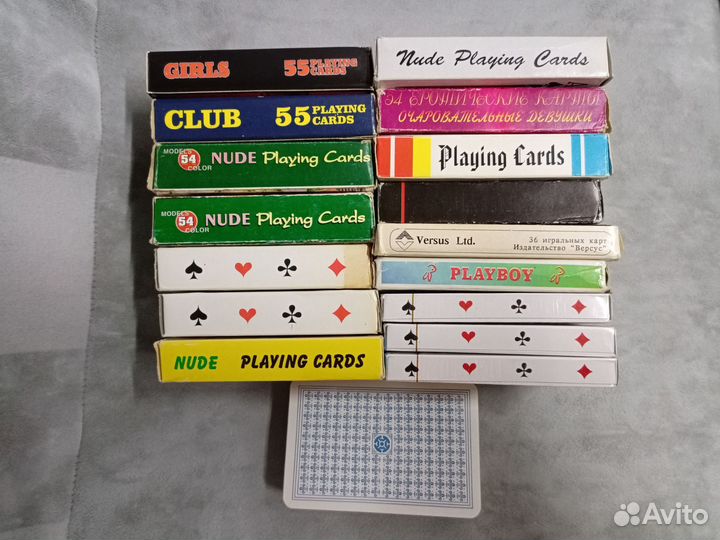 GIRLS 55 PLAYING CARDS
CLUB 55 PLAYING CARDS
MODELS 54 COLOR NUDE Playing Cards
MODELS 54 COLOR NUDE Playing Cards
NUDE PLAYING CARDS
Nude Playing Cards
54 ЕРОТИЧЕСКИЕ КАРТЫ
ОЧАРОВАТЕЛЬНЫЕ ДЕВУШКИ
Playing Cards
Versus Ltd. 36 игральных карт
Издательство "Версус"
PLAYBOY
Avito